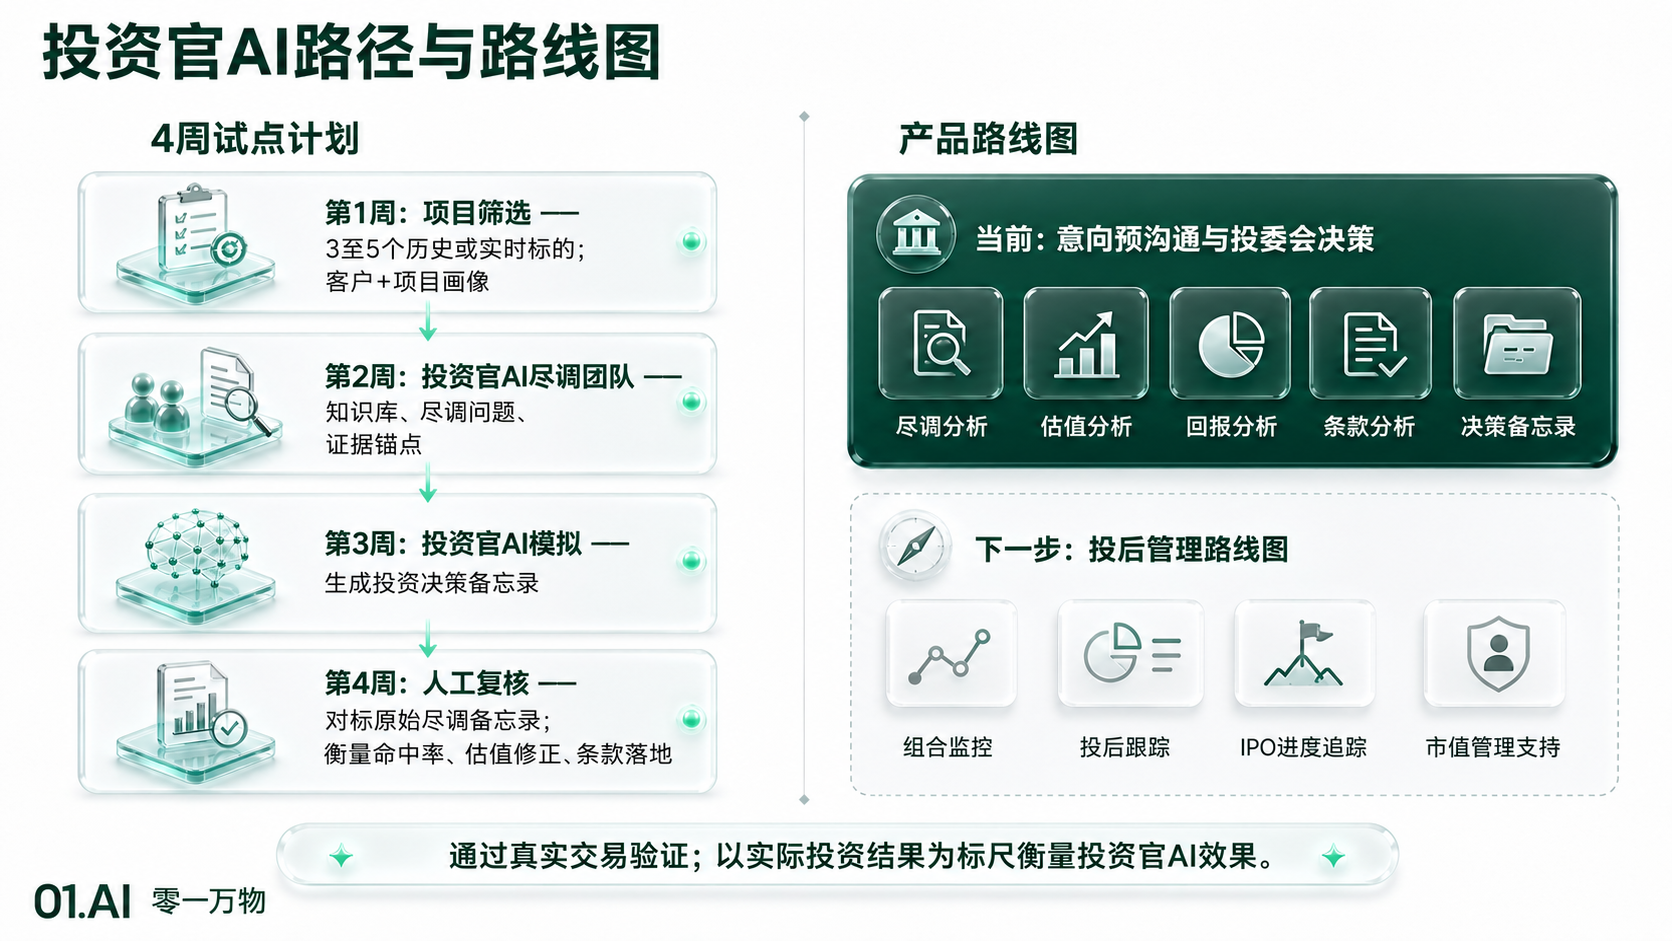 投资官AI路径与路线图
4周试点计划
第1周：项目筛选 ——
3至5个历史或实时标的；
客户+项目画像
第2周：投资官AI尽调团队 ——
知识库、尽调问题、
证据锚点
第3周：投资官AI模拟 ——
生成投资决策备忘录
第4周：人工复核 ——
对标原始尽调备忘录；
衡量命中率、估值修正、条款落地
产品路线图
当前：意向预沟通与投委会决策
尽调分析
估值分析
回报分析
条款分析
决策备忘录
下一步：投后管理路线图
组合监控
投后跟踪
IPO进度追踪
市值管理支持
通过真实交易验证；以实际投资结果为标尺衡量投资官AI效果。
01.AI 零一万物